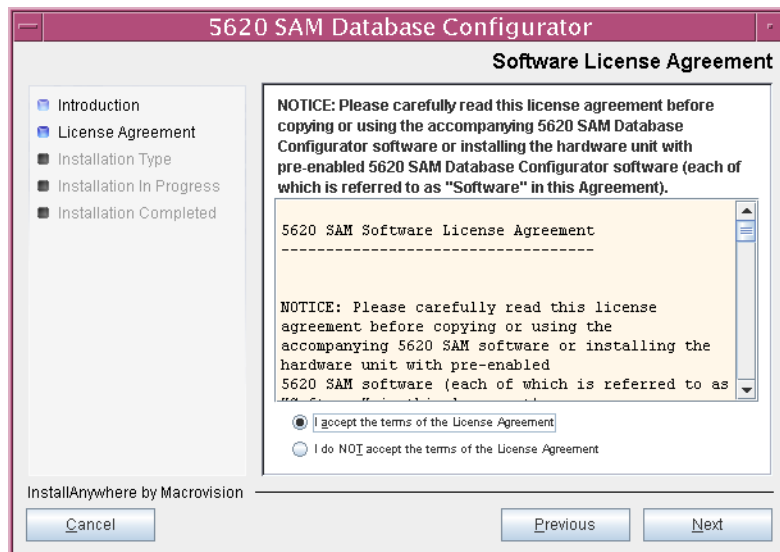 5620 SAM Database Configurator
Software License Agreement
Introduction
License Agreement
Installation Type
Installation In Progress
Installation Completed
NOTICE: Please carefully read this license agreement before
copying or using the accompanying 5620 SAM Database
Configurator software or installing the hardware unit with
pre-enabled 5620 SAM Database Configurator software (each of
which is referred to as "Software" in this Agreement).
5620 SAM Software License Agreement
-----------------------------------
NOTICE: Please carefully read this license
agreement before copying or using the
accompanying 5620 SAM software or installing the
hardware unit with pre-enabled
5620 SAM software (each of which is referred to as
I accept the terms of the License Agreement
I do NOT accept the terms of the License Agreement
InstallAnywhere by Macrovision
Cancel
Previous
Next